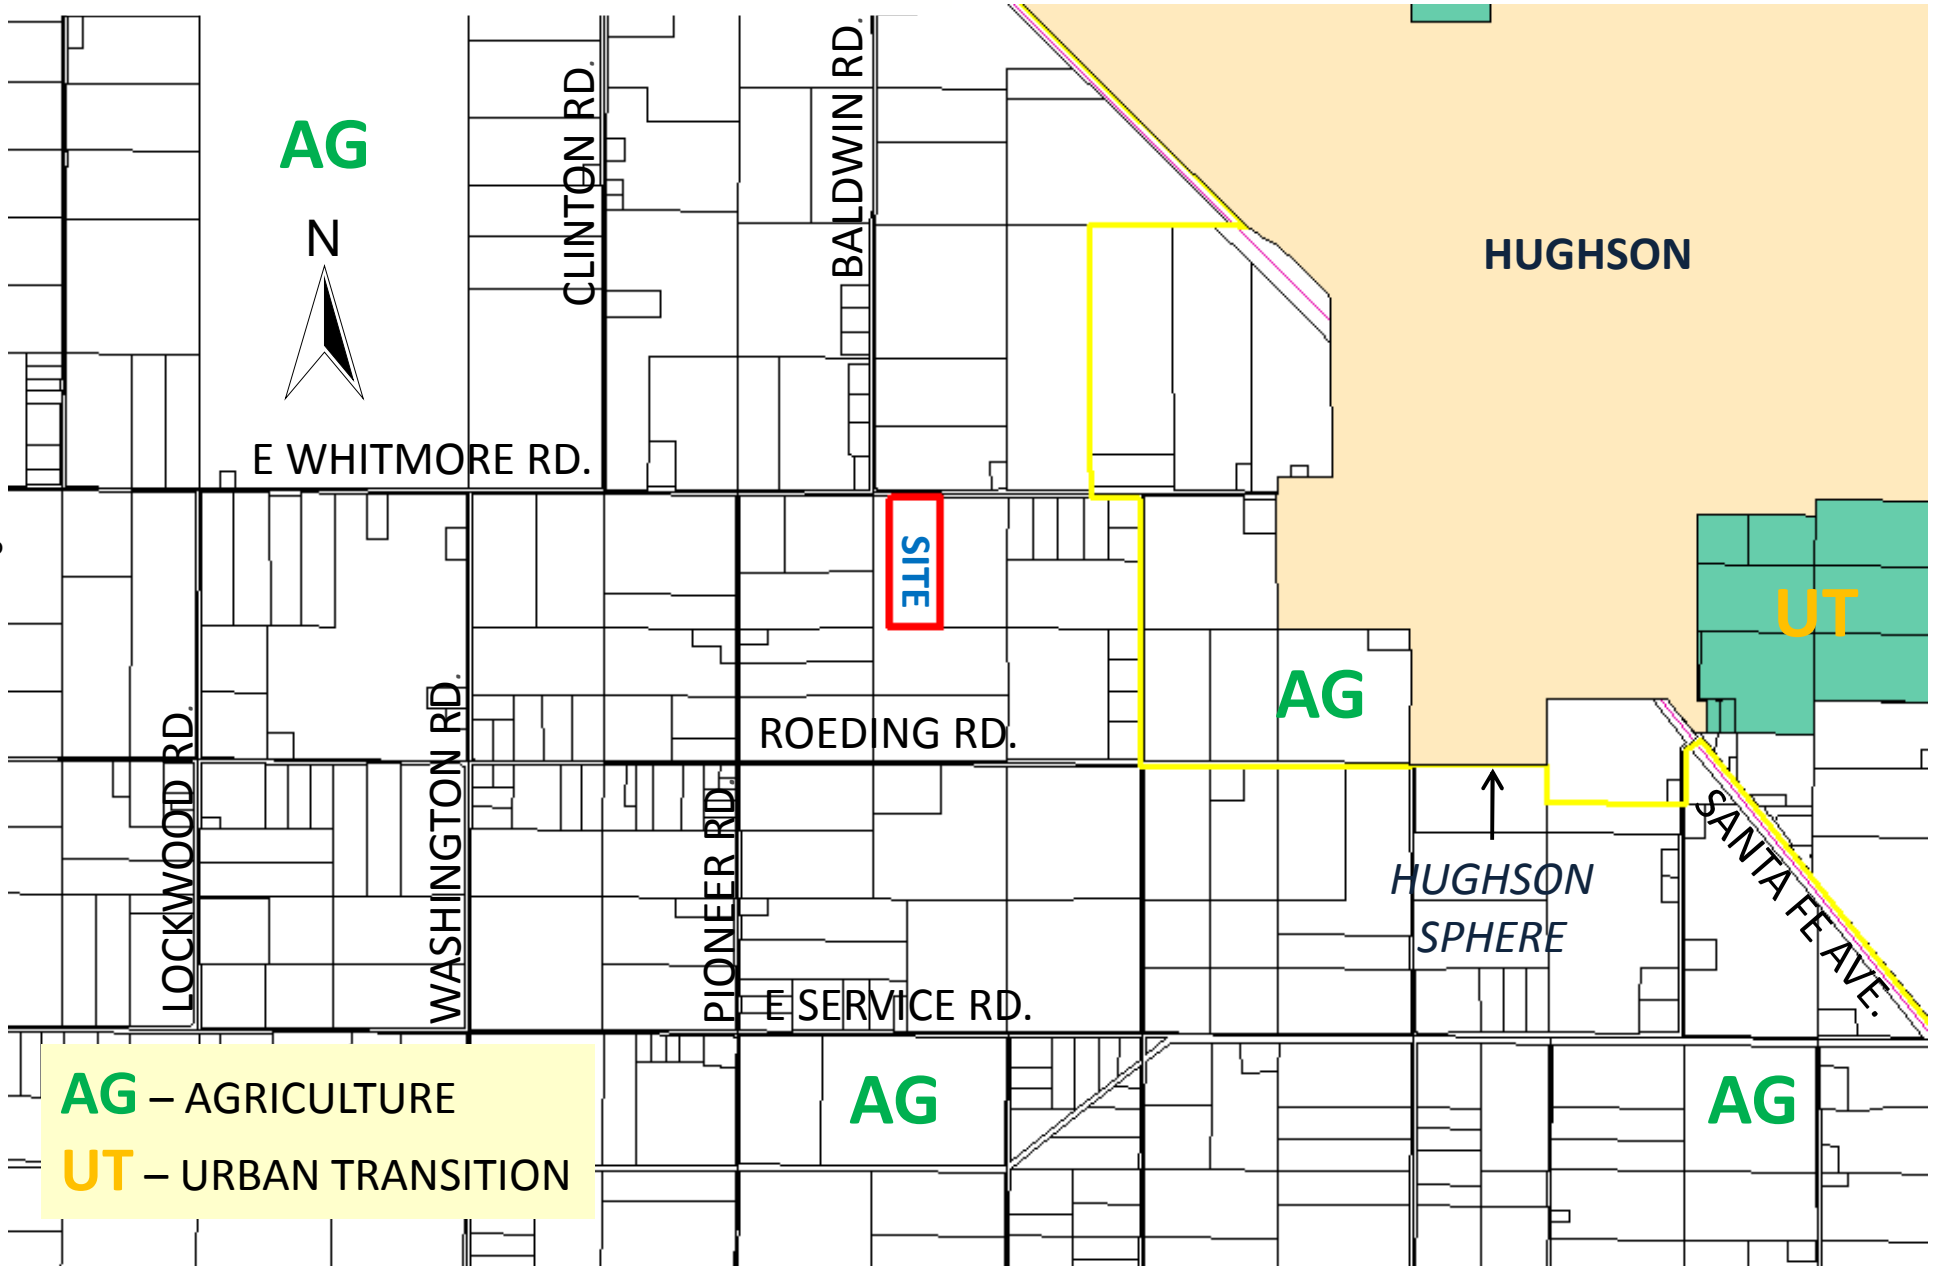 AG
N
CLINTON RD.
BALDWIN RD.
HUGHSON
E WHITMORE RD.
SITE
UT
AG
ROEDING RD.
LOCKWOOD RD.
WASHINGTON RD.
PIONEER RD.
HUGHSON
SPHERE
SANTA FE AVE.
E SERVICE RD.
AG – AGRICULTURE
UT – URBAN TRANSITION
AG
AG